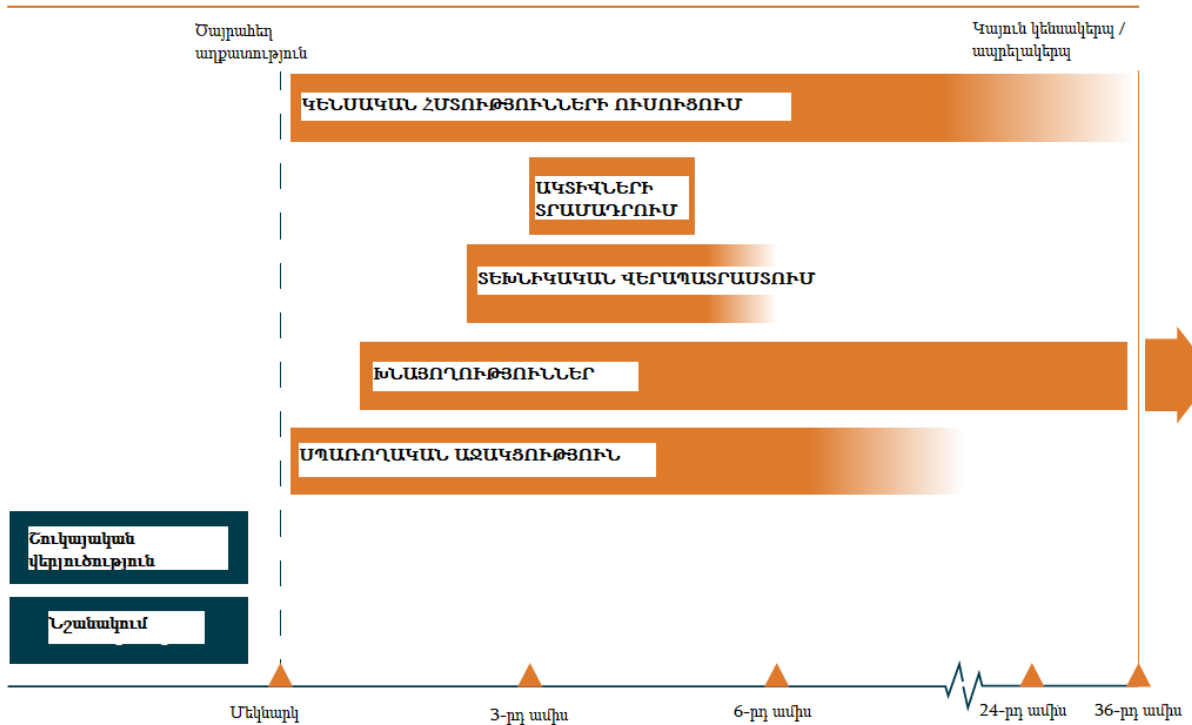 Ծայրահեղ
աղքատություն
Կայուն կենսակերպ /
ապրելակերպ
ԿԵՆՍԱԿԱՆ ՀՄՏՈՒԹՅՈՒՆՆԵՐԻ ՈՒՍՈՒՑՈՒՄ
ԱԿՏԻՎՆԵՐԻ
ՏՐԱՄԱԴՐՈՒՄ
ՏԵԽՆԻԿԱԿԱՆ ՎԵՐԱՊԱՏՐԱՍՏՈՒՄ
ԽՆԱՅՈՂՈՒԹՅՈՒՆՆԵՐ
ՍՊԱՌՈՂԱԿԱՆ ԱՋԱԿՑՈՒԹՅՈՒՆ
Շուկայական
վերլուծություն
Նշանակում
Մեկնարկ
3-րդ ամիս
6-րդ ամիս
24-րդ ամիս
36-րդ ամիս